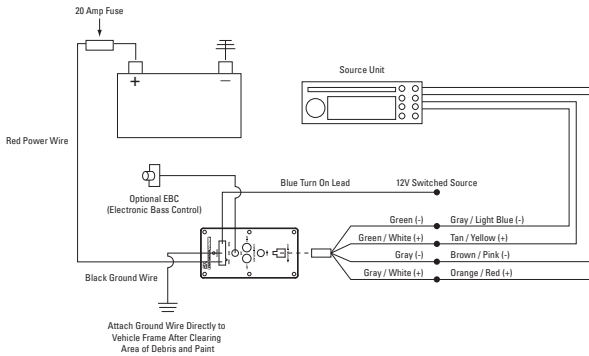 20 Amp Fuse
+
–
Source Unit
Red Power Wire
Optional EBC
(Electronic Bass Control)
Blue Turn On Lead
12V Switched Source
Green (-)
Gray / Light Blue (-)
Green / White (+)
Tan / Yellow (+)
Gray (-)
Brown / Pink (-)
Gray / White (+)
Orange / Red (+)
Black Ground Wire
Attach Ground Wire Directly to
Vehicle Frame After Clearing
Area of Debris and Paint